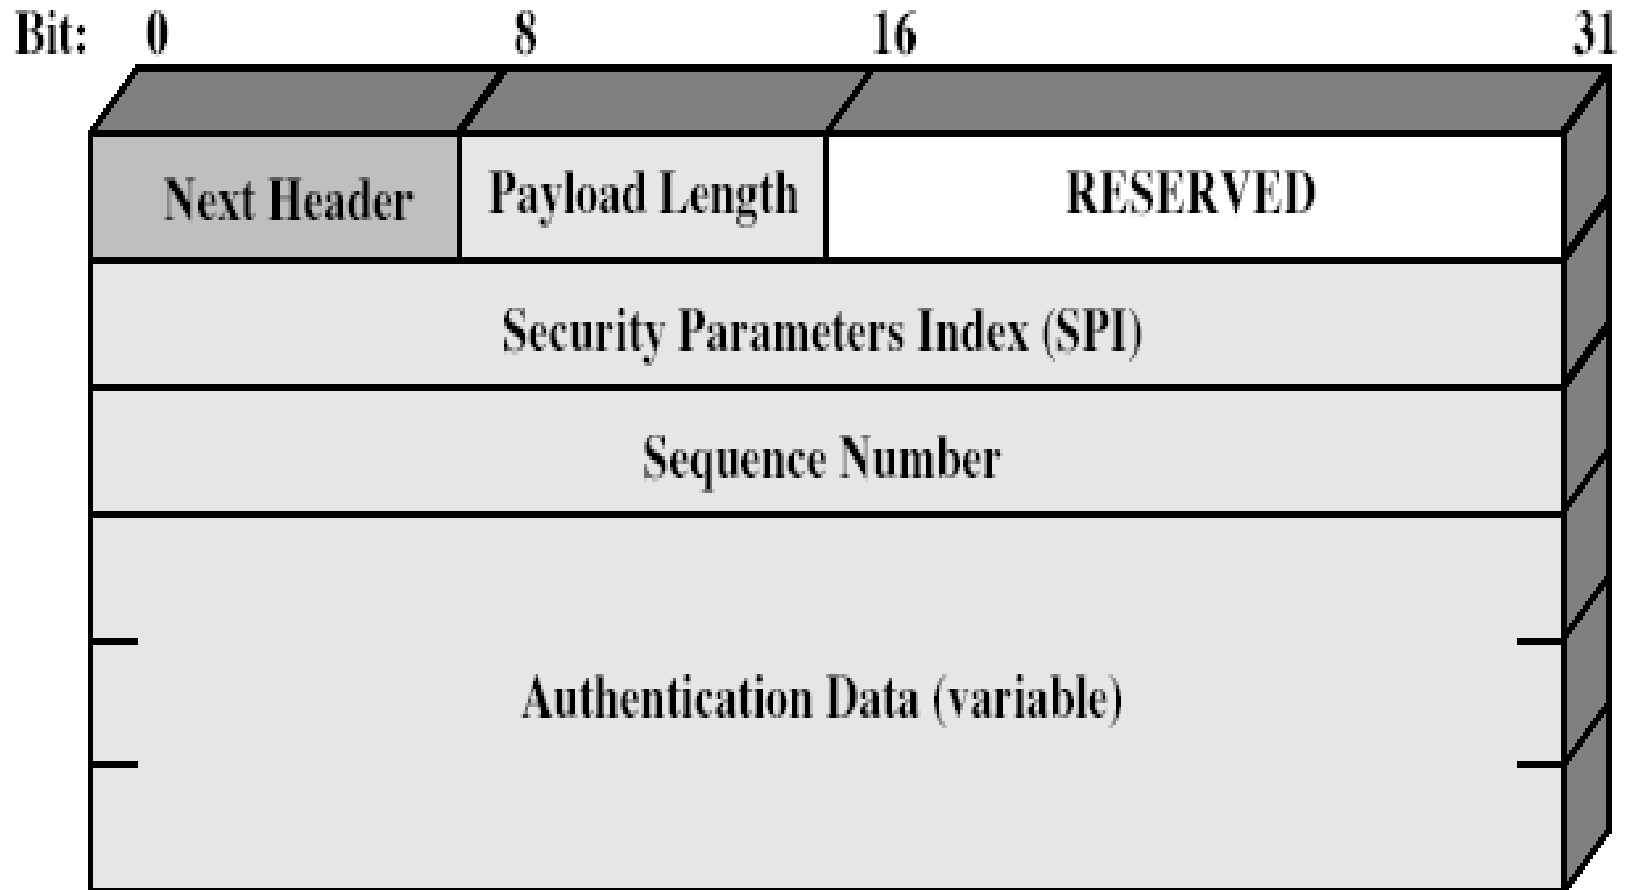 Bit: 0 8 16 31
Next Header Payload Length RESERVED
Security Parameters Index (SPI)
Sequence Number
Authentication Data (variable)